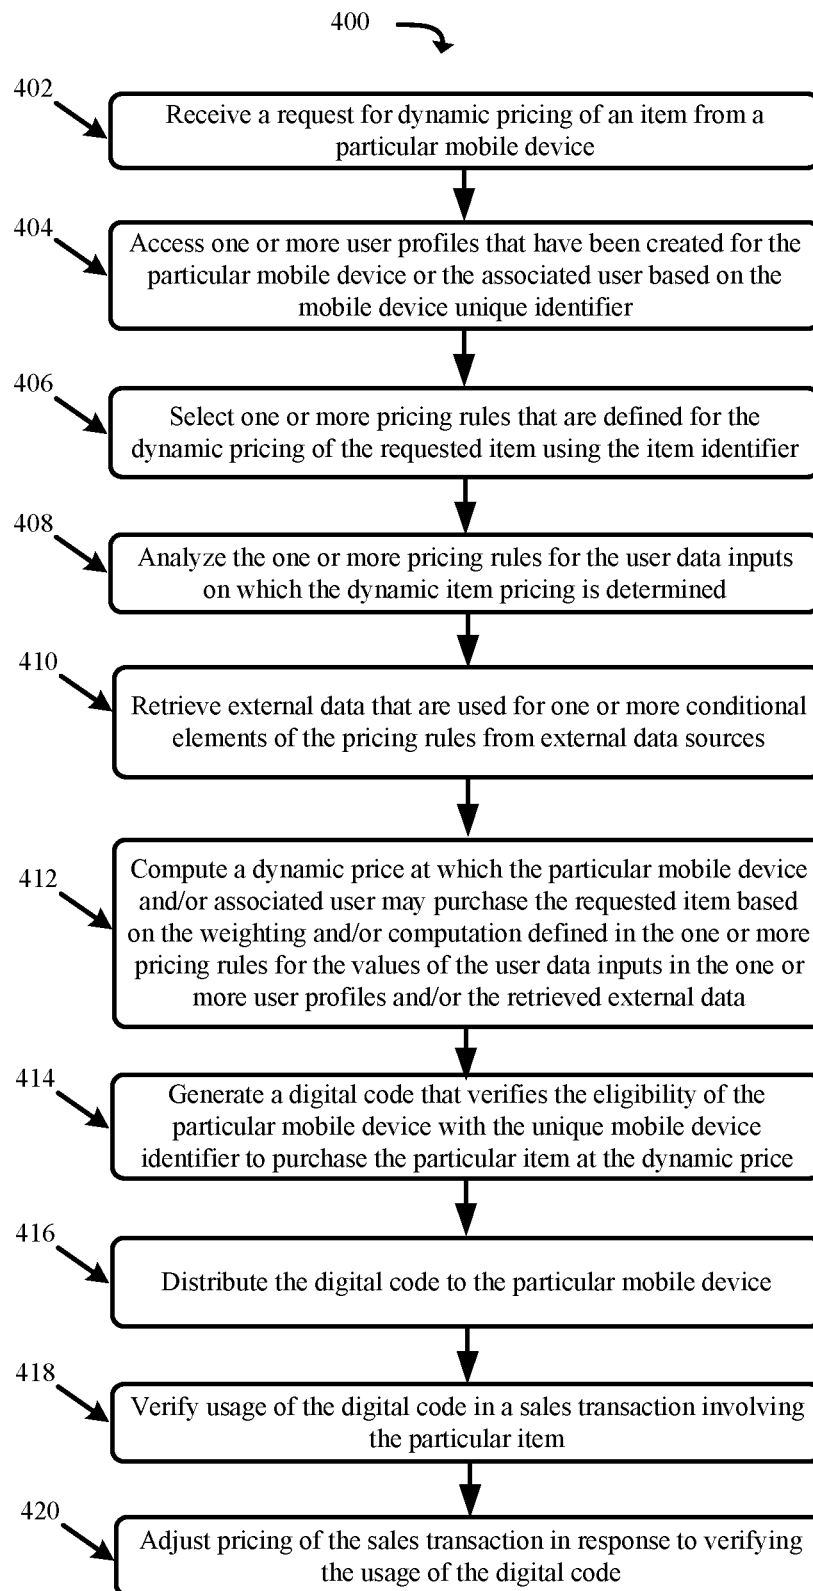 400
402
Receive a request for dynamic pricing of an item from a
particular mobile device
404
Access one or more user profiles that have been created for the
particular mobile device or the associated user based on the
mobile device unique identifier
406
Select one or more pricing rules that are defined for the
dynamic pricing of the requested item using the item identifier
408
Analyze the one or more pricing rules for the user data inputs
on which the dynamic item pricing is determined
410
Retrieve external data that are used for one or more conditional
elements of the pricing rules from external data sources
412
Compute a dynamic price at which the particular mobile device
and/or associated user may purchase the requested item based
on the weighting and/or computation defined in the one or more
pricing rules for the values of the user data inputs in the one or
more user profiles and/or the retrieved external data
414
Generate a digital code that verifies the eligibility of the
particular mobile device with the unique mobile device
identifier to purchase the particular item at the dynamic price
416
Distribute the digital code to the particular mobile device
418
Verify usage of the digital code in a sales transaction involving
the particular item
420
Adjust pricing of the sales transaction in response to verifying
the usage of the digital code